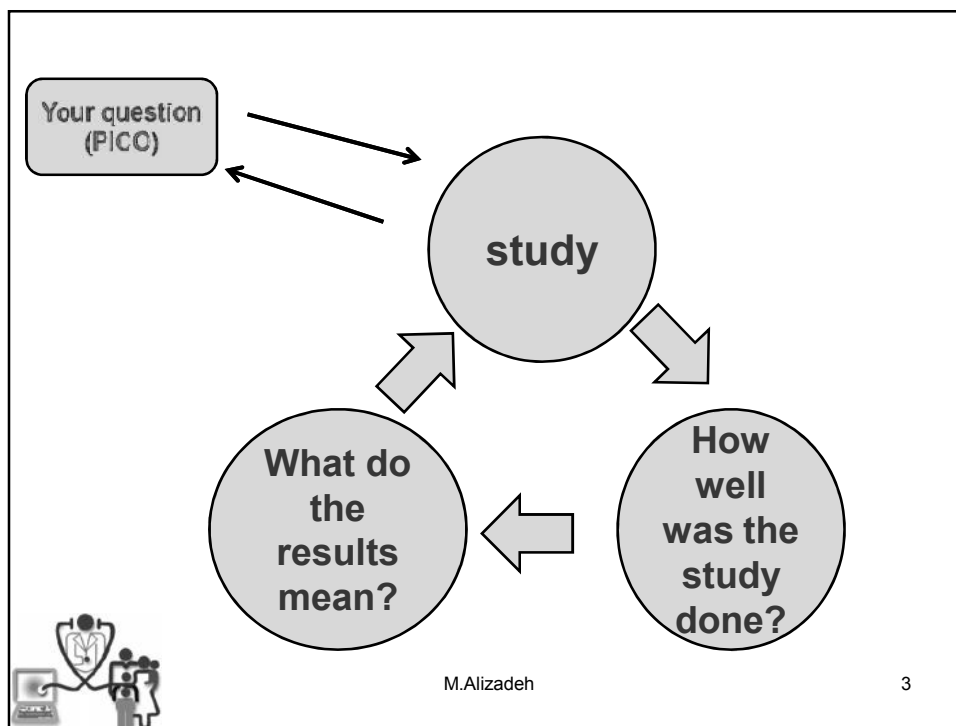 Your question
(PICO)
study
How
well
was the
study
done?
What do
the
results
mean?
M.Alizadeh
3